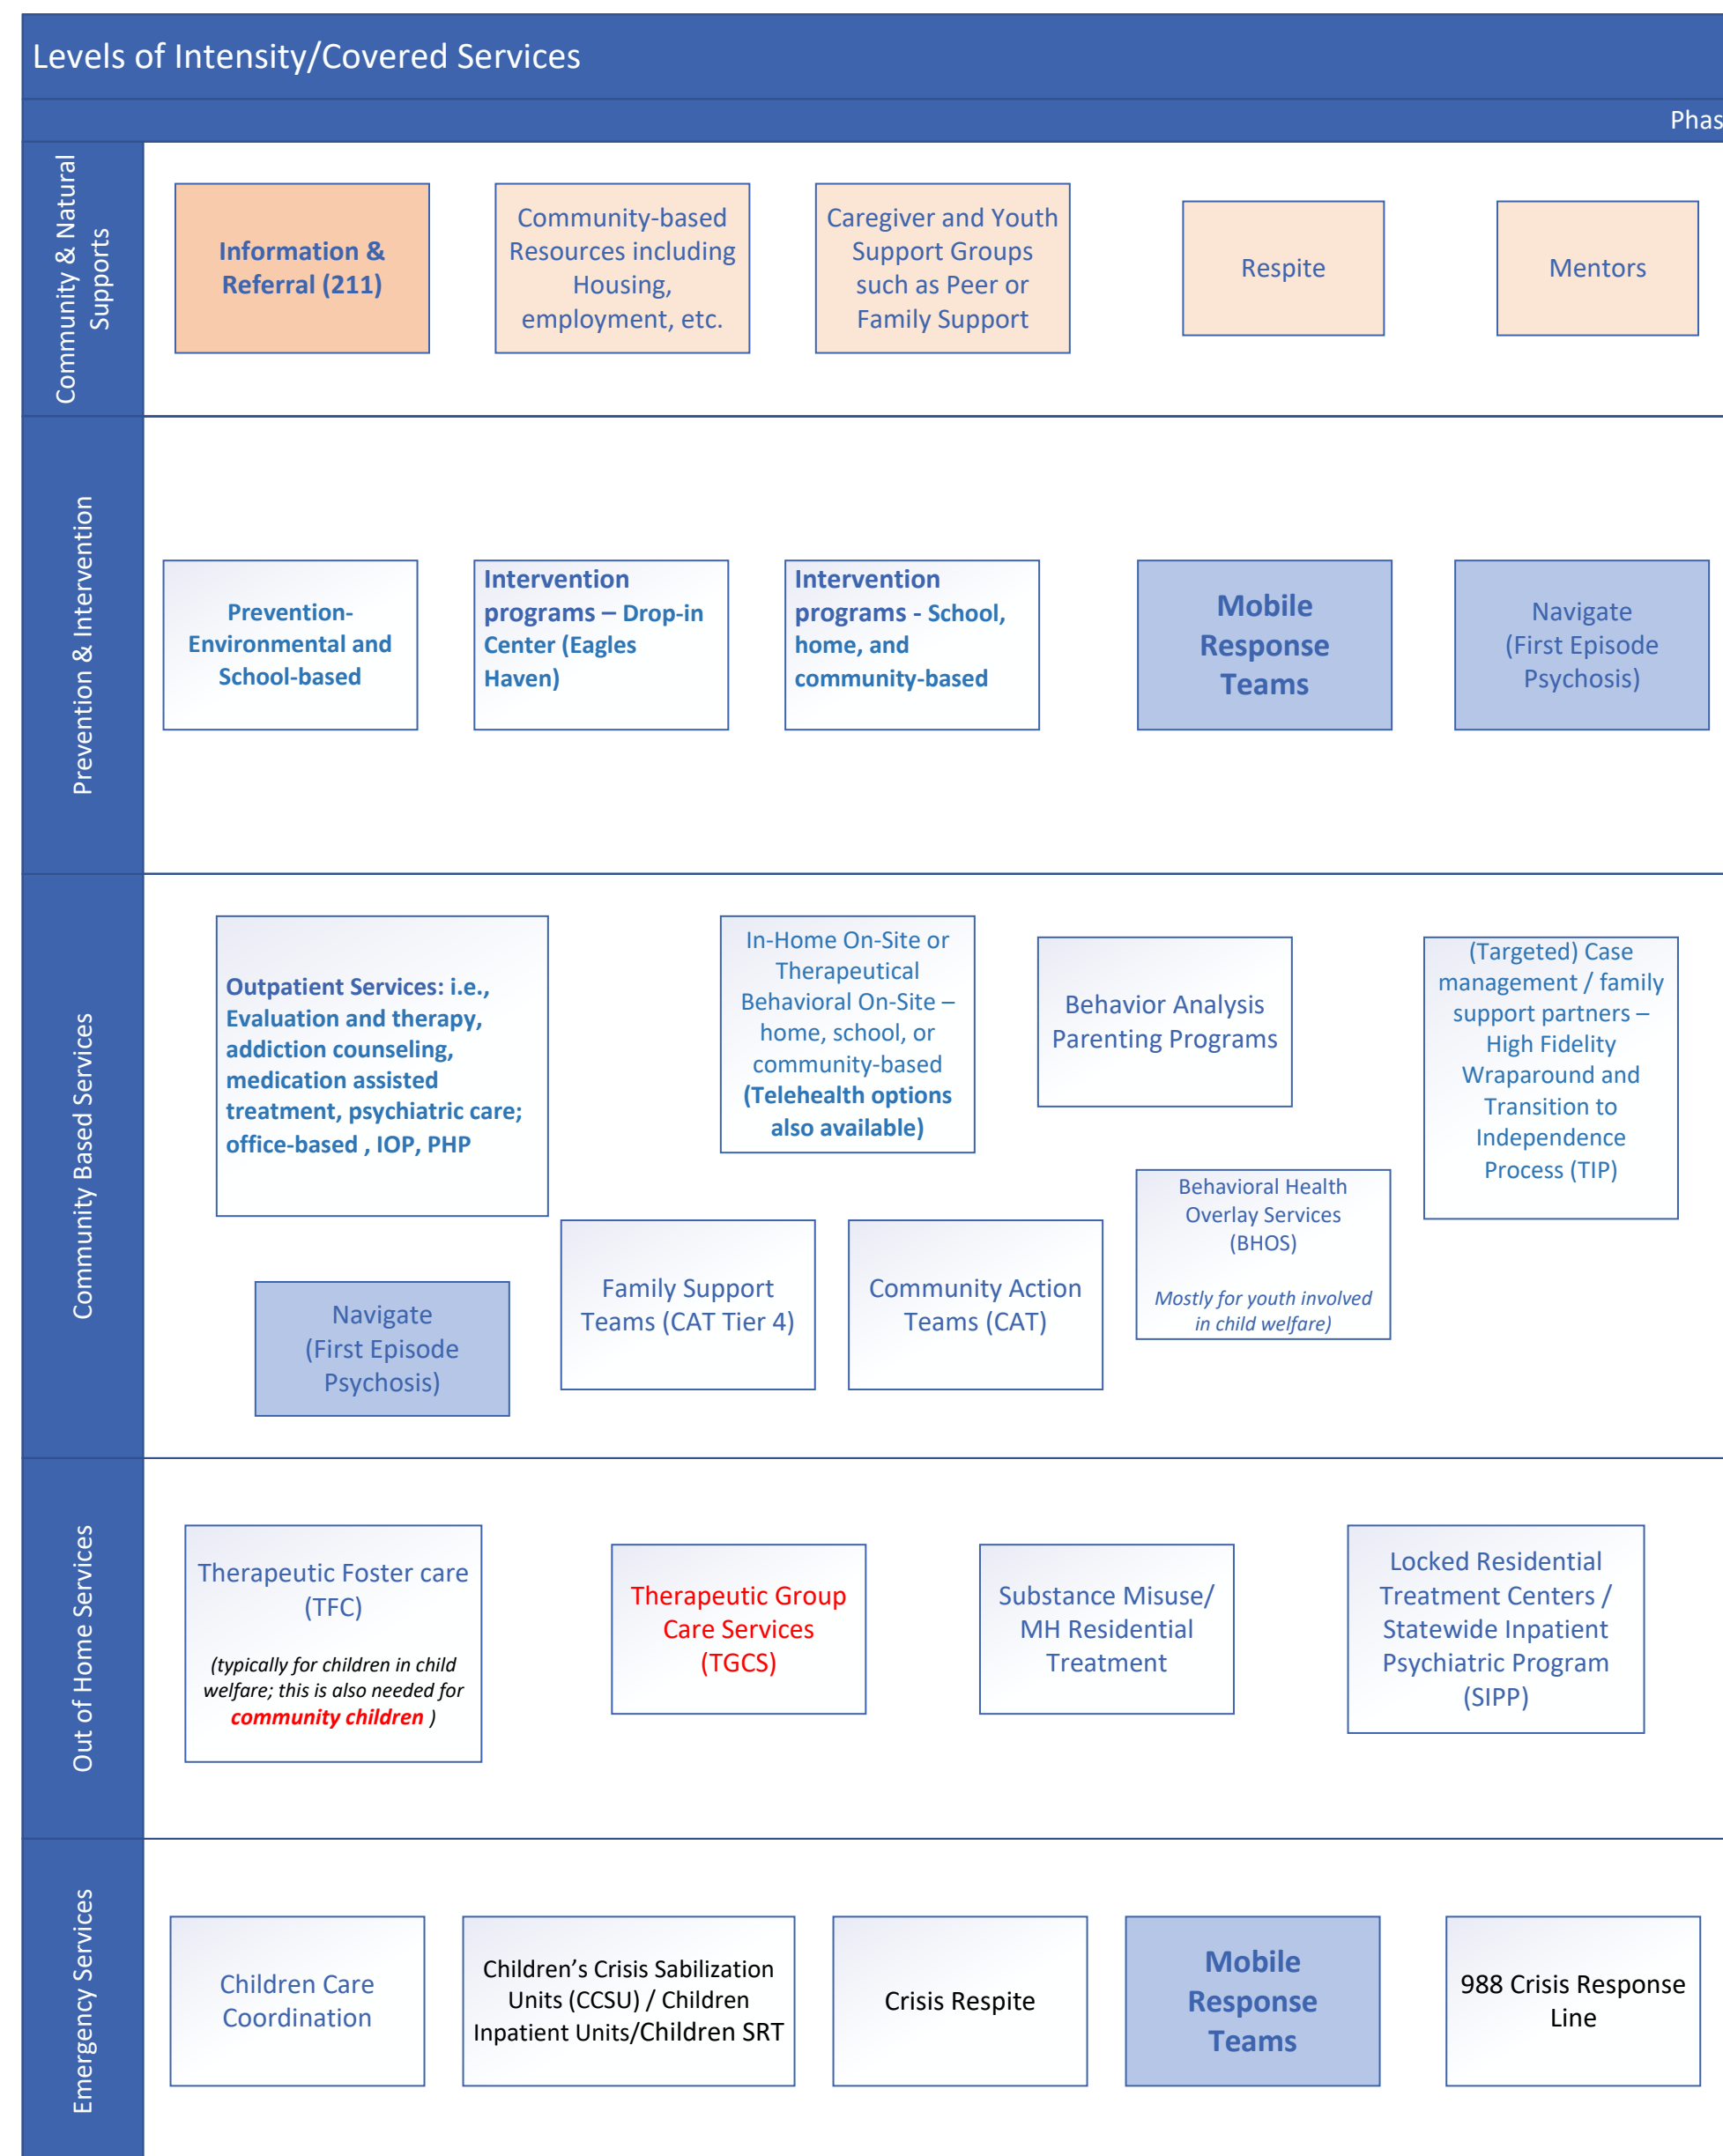 Levels of Intensity/Covered Services
Phas
Community & Natural
Supports
Information &
Referral (211)
Community-based
Resources including
Housing,
employment, etc.
Caregiver and Youth
Support Groups
such as Peer or
Family Support
Respite
Mentors
Prevention & Intervention
Prevention-
Environmental and
School-based
Intervention
programs – Drop-in
Center (Eagles
Haven)
Intervention
programs - School,
home, and
community-based
Mobile
Response
Teams
Navigate
(First Episode
Psychosis)
Community Based Services
Outpatient Services: i.e.,
Evaluation and therapy,
addiction counseling,
medication assisted
treatment, psychiatric care;
office-based , IOP, PHP
In-Home On-Site or
Therapeutical
Behavioral On-Site –
home, school, or
community-based
(Telehealth options
also available)
Behavior Analysis
Parenting Programs
(Targeted) Case
management / family
support partners –
High Fidelity
Wraparound and
Transition to
Independence
Process (TIP)
Navigate
(First Episode
Psychosis)
Family Support
Teams (CAT Tier 4)
Community Action
Teams (CAT)
Behavioral Health
Overlay Services
(BHOS)
Mostly for youth involved
in child welfare)
Out of Home Services
Therapeutic Foster care
(TFC)
(typically for children in child
welfare; this is also needed for
community children )
Therapeutic Group
Care Services
(TGCS)
Substance Misuse/
MH Residential
Treatment
Locked Residential
Treatment Centers /
Statewide Inpatient
Psychiatric Program
(SIPP)
Emergency Services
Children Care
Coordination
Children’s Crisis Sabilization
Units (CCSU) / Children
Inpatient Units/Children SRT
Crisis Respite
Mobile
Response
Teams
988 Crisis Response
Line